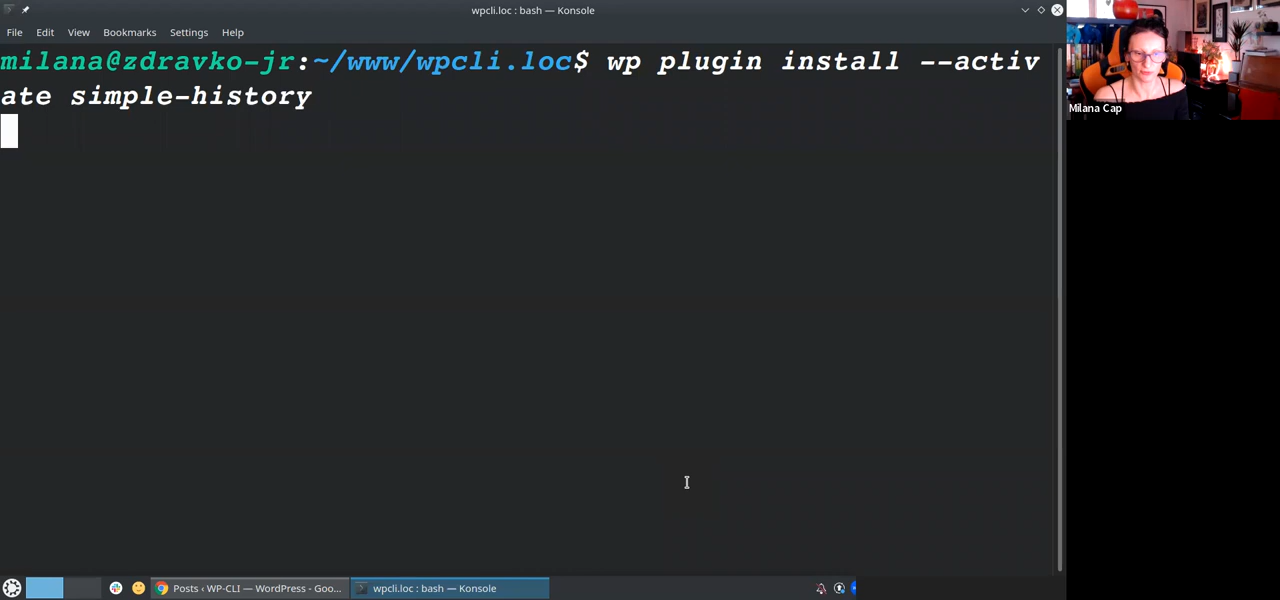 wpcli.loc : bash — Konsole
File Edit View Bookmarks Settings Help
milana@zdravko-jr:~/www/wpcli.loc$ wp plugin install --activ
ate simple-history
Milana Cap
Posts ‹ WP-CLI — WordPress - Goo...
wpcli.loc : bash — Konsole